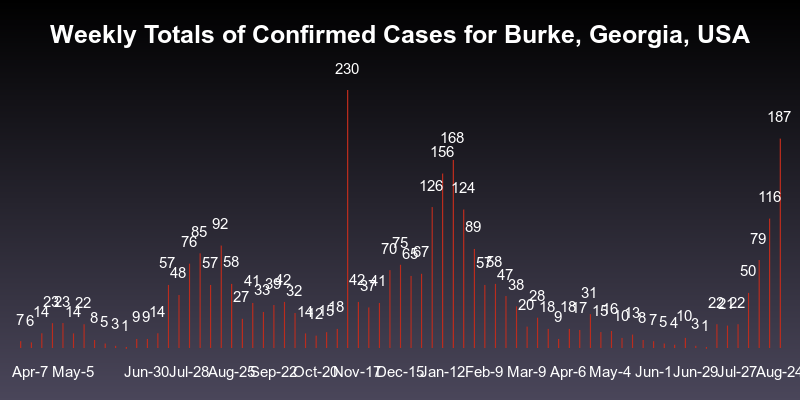 Weekly Totals of Confirmed Cases for Burke, Georgia, USA
230
187
168
156
126 124
116
92
85 89
76 79
75
70 65 67
57 48 57 58 57 58
47 50
41 33 39 42 32 42 37 41 38
27 28 31
23 23 22 20 22 21 22
14 14 14 14 12 15 18 18 18 17 15 16
7 6 8 5 3 1 9 9 9 10 13 8 7 5 4 10 3 1
Apr-7 May-5 Jun-30 Jul-28 Aug-25 Sep-22 Oct-20 Nov-17 Dec-15 Jan-12 Feb-9 Mar-9 Apr-6 May-4 Jun-1 Jun-29 Jul-27 Aug-24